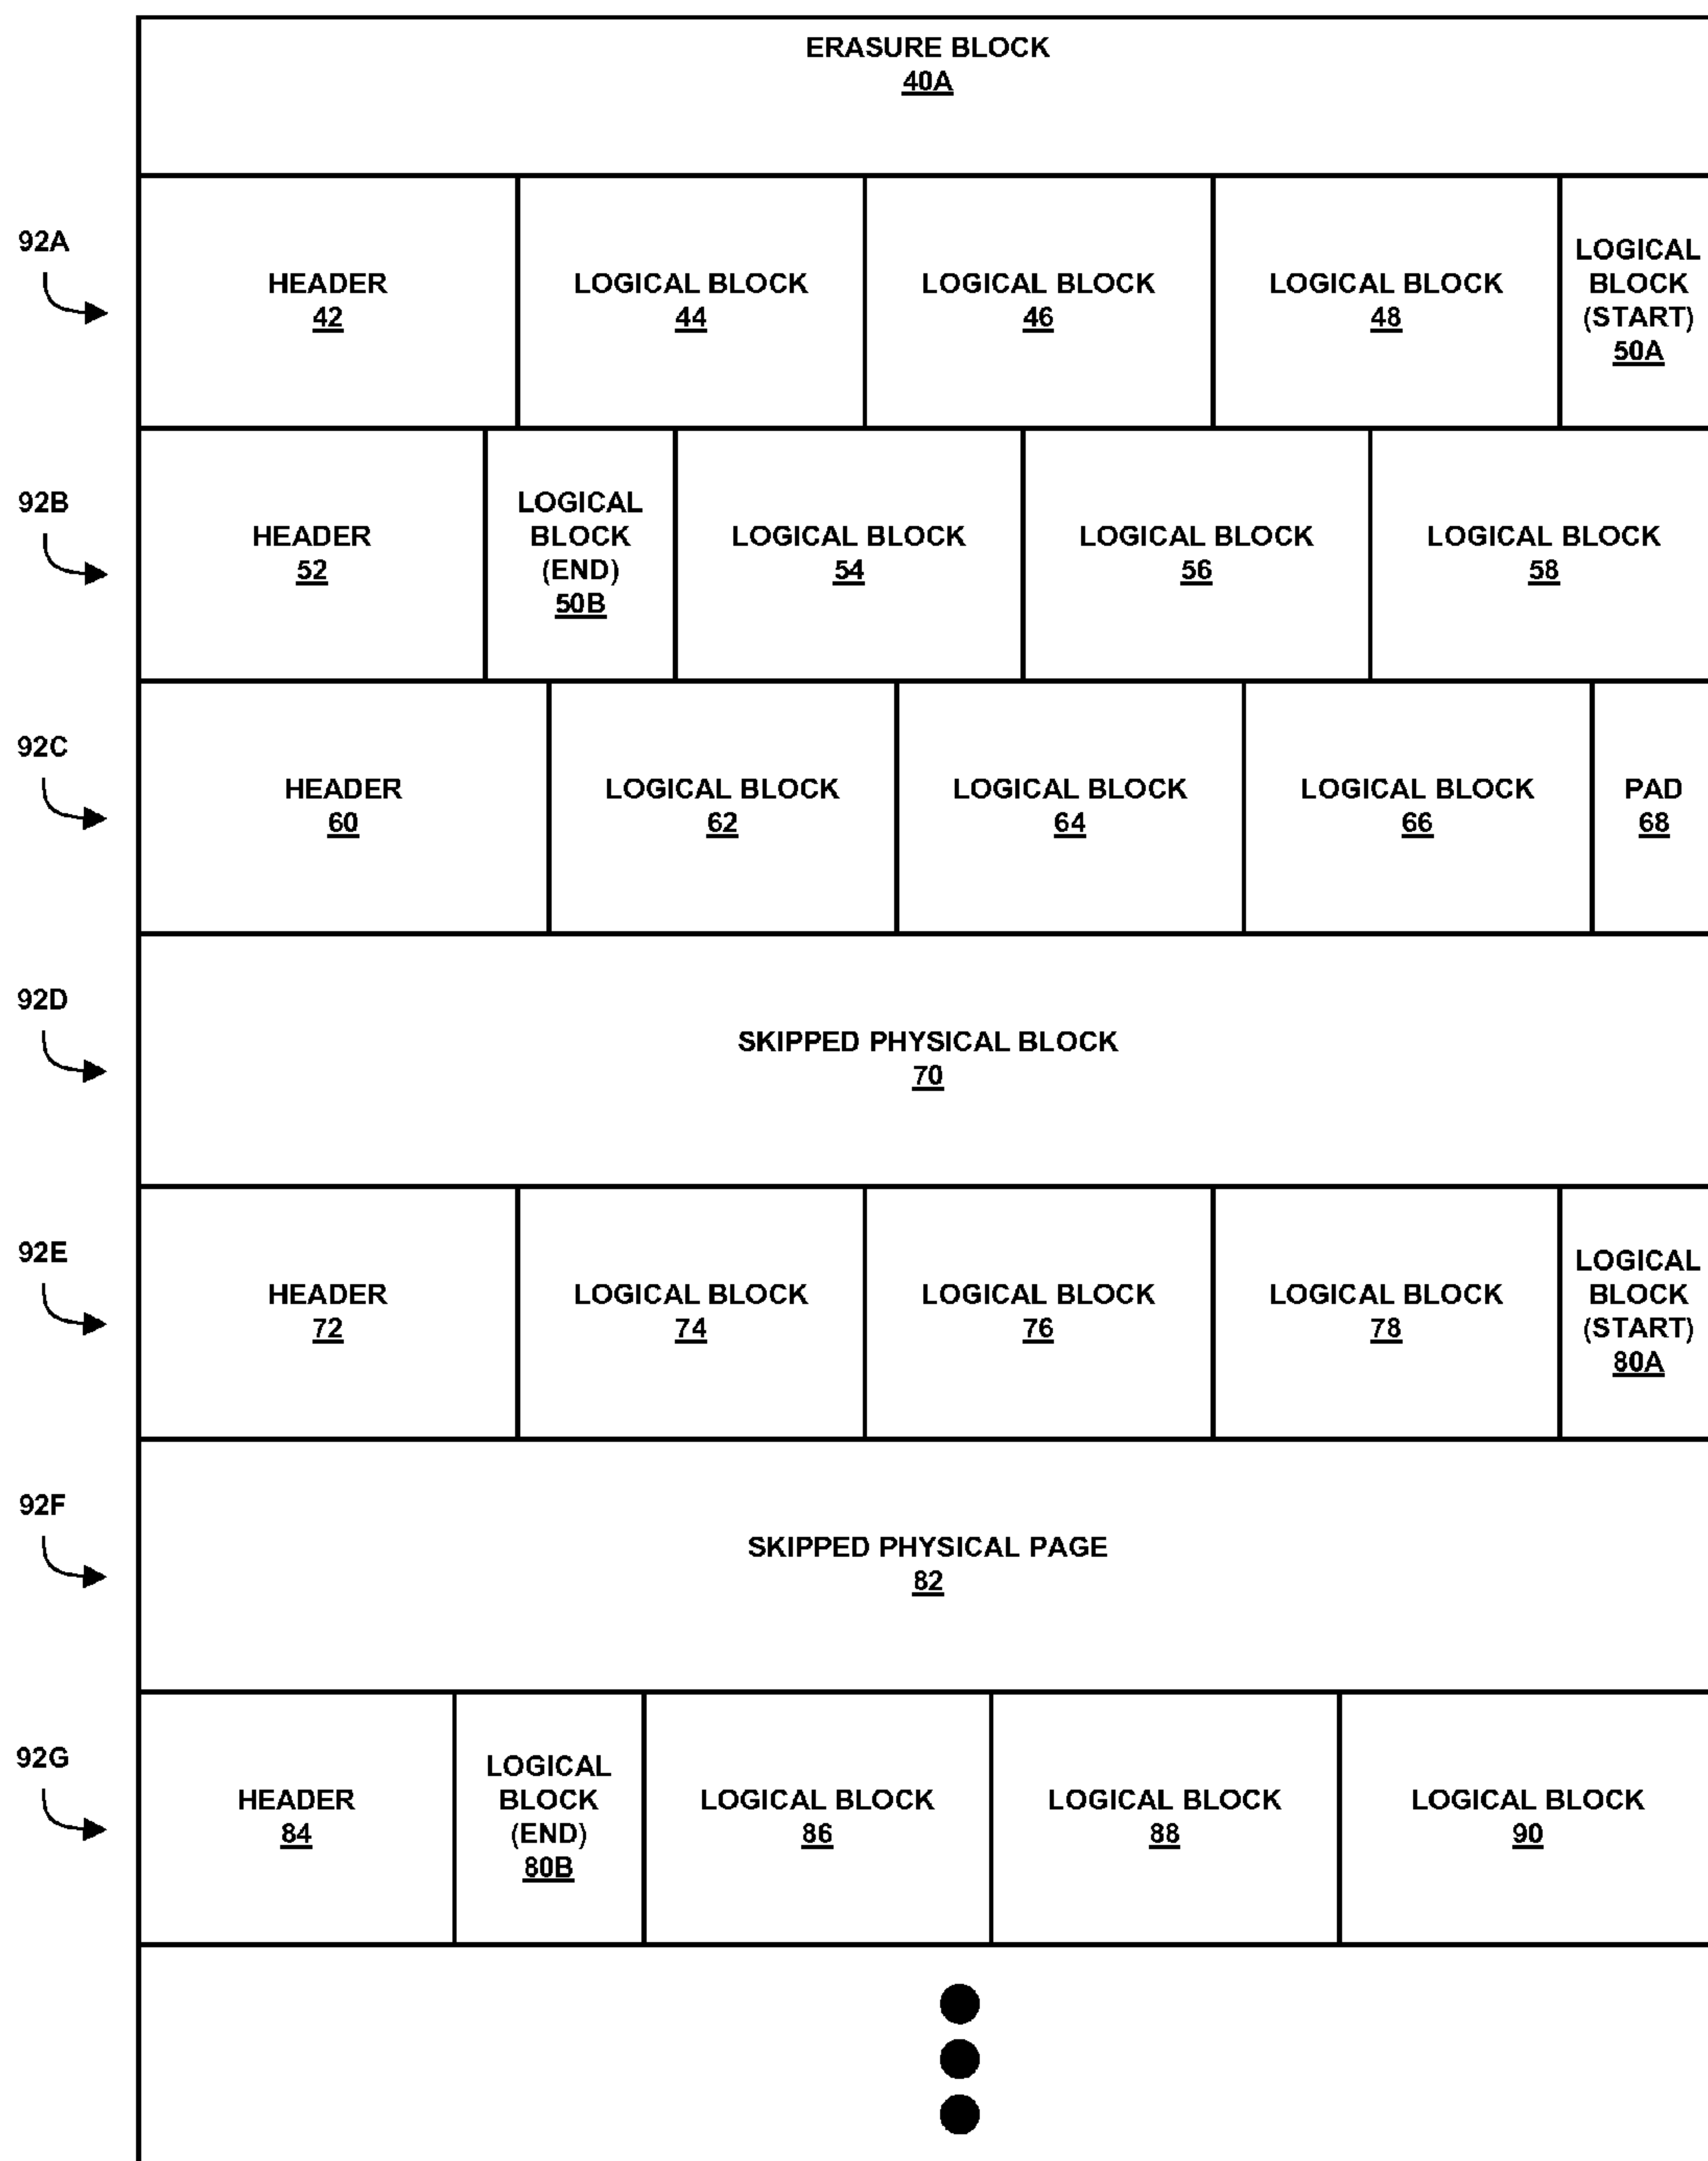 ERASURE BLOCK
40A
92A
HEADER
42
LOGICAL BLOCK
44
LOGICAL BLOCK
46
LOGICAL BLOCK
48
LOGICAL
BLOCK
(START)
50A
92B
HEADER
52
LOGICAL
BLOCK
(END)
50B
LOGICAL BLOCK
54
LOGICAL BLOCK
56
LOGICAL BLOCK
58
92C
HEADER
60
LOGICAL BLOCK
62
LOGICAL BLOCK
64
LOGICAL BLOCK
66
PAD
68
92D
SKIPPED PHYSICAL BLOCK
70
92E
HEADER
72
LOGICAL BLOCK
74
LOGICAL BLOCK
76
LOGICAL BLOCK
78
LOGICAL
BLOCK
(START)
80A
92F
SKIPPED PHYSICAL PAGE
82
92G
HEADER
84
LOGICAL
BLOCK
(END)
80B
LOGICAL BLOCK
86
LOGICAL BLOCK
88
LOGICAL BLOCK
90